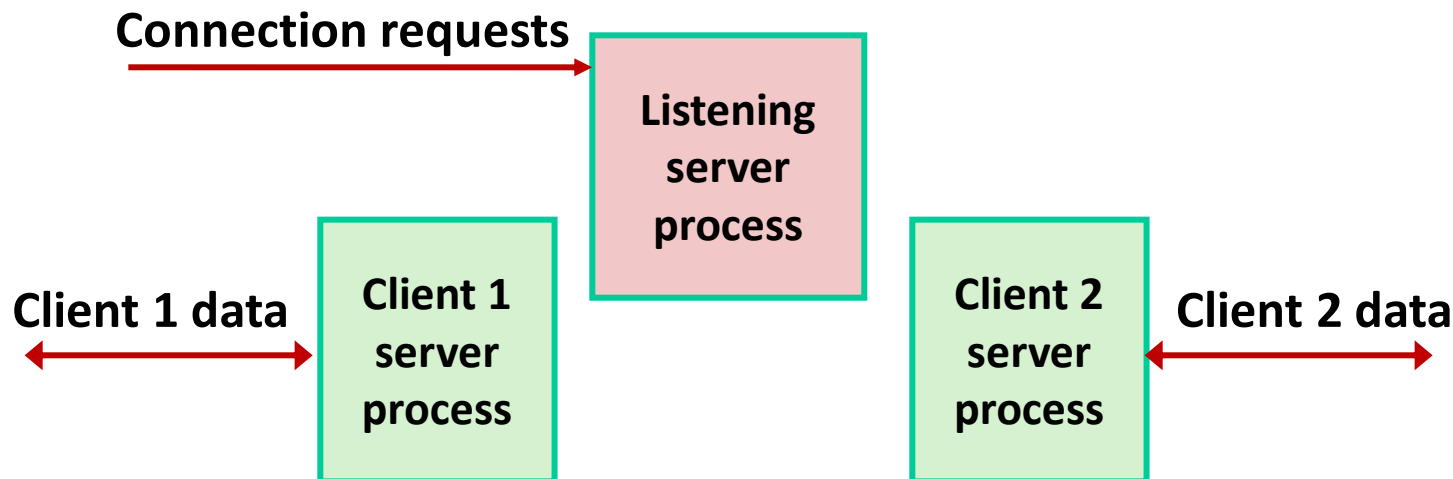 Connection requests
Listening
server
process
Client 1 data
Client 1
server
process
Client 2
server
process
Client 2 data